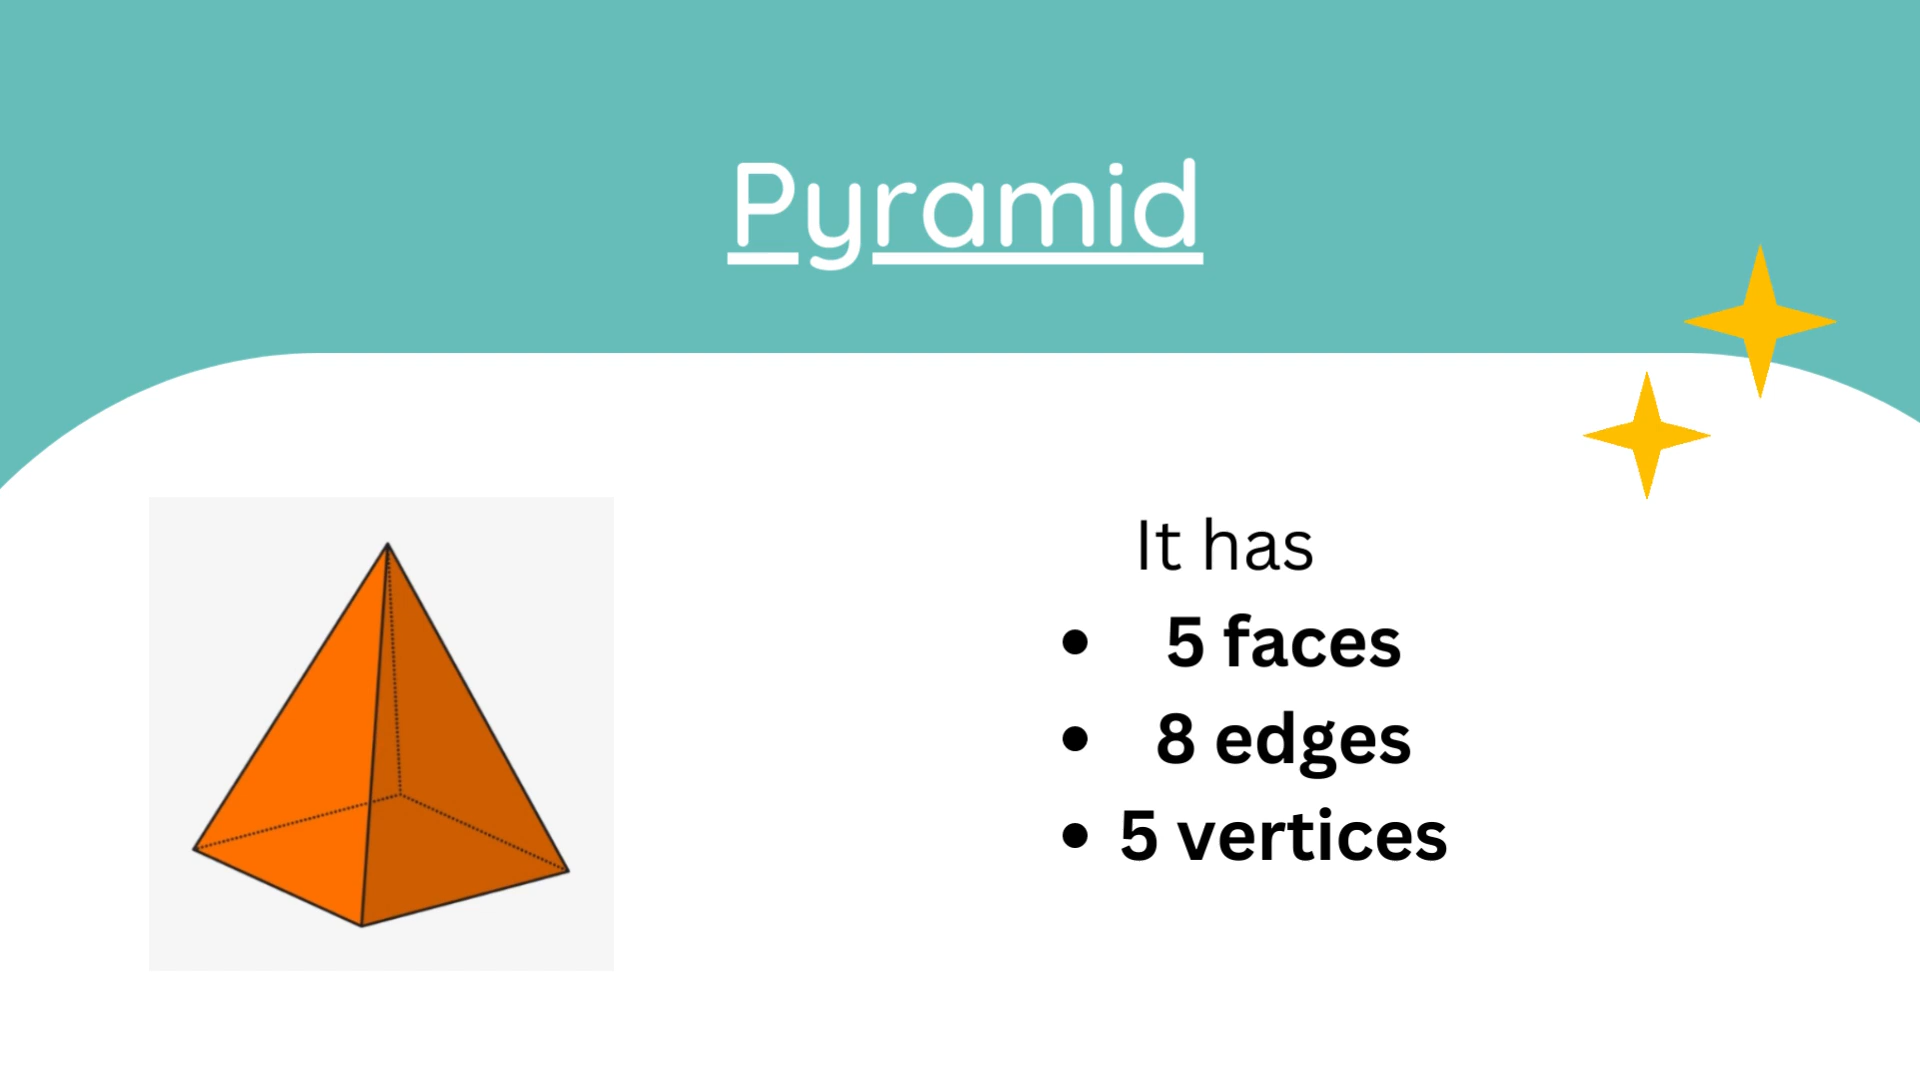 Pyramid
It has
• 5 faces
• 8 edges
• 5 vertices